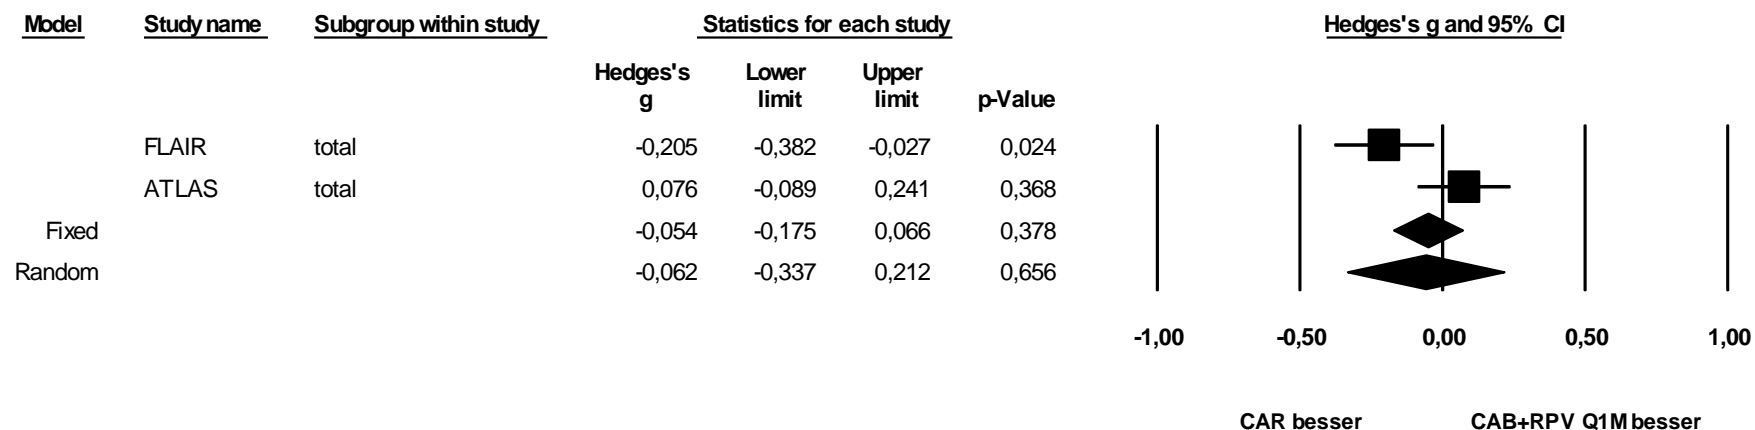 Model Study name Subgroup within study Statistics for each study Hedges's g and 95% CI
Hedges's Lower Upper
g limit limit p-Value
FLAIR total -0,205 -0,382 -0,027 0,024
ATLAS total 0,076 -0,089 0,241 0,368
Fixed -0,054 -0,175 0,066 0,378
Random -0,062 -0,337 0,212 0,656
-1,00 -0,50 0,00 0,50 1,00
CAR besser CAB+RPV Q1M besser